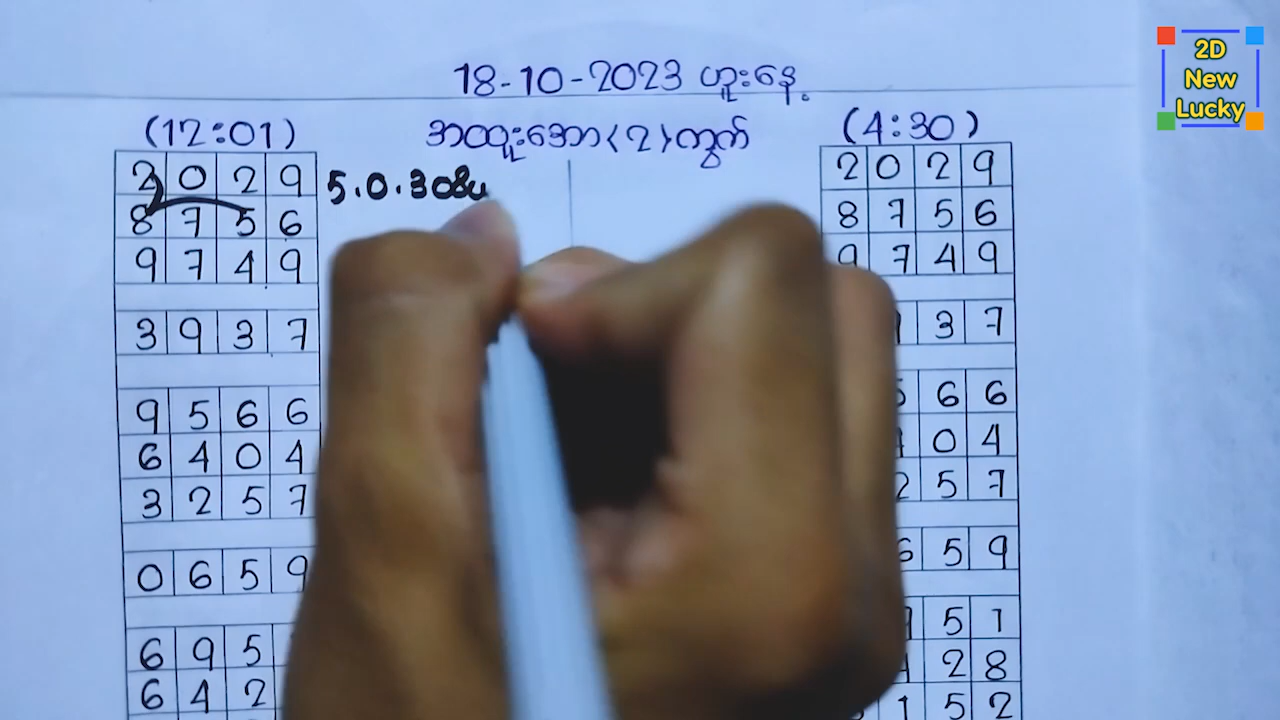 2D
New
Lucky
18-10-2023 ဟူးနေ့
(12:01) အထူးအော(2)ကွက် (4:30)
2 0 2 9 5.0.3 2 0 2 9
8 7 5 6 8 7 5 6
9 7 4 9 9 7 4 9
3 9 3 7 3 7
9 5 6 6 6 6
6 4 0 4 0 4
3 2 5 7 2 5 7
0 6 5 9 5 9
6 9 5 5 1
6 4 2 2 8
1 5 2